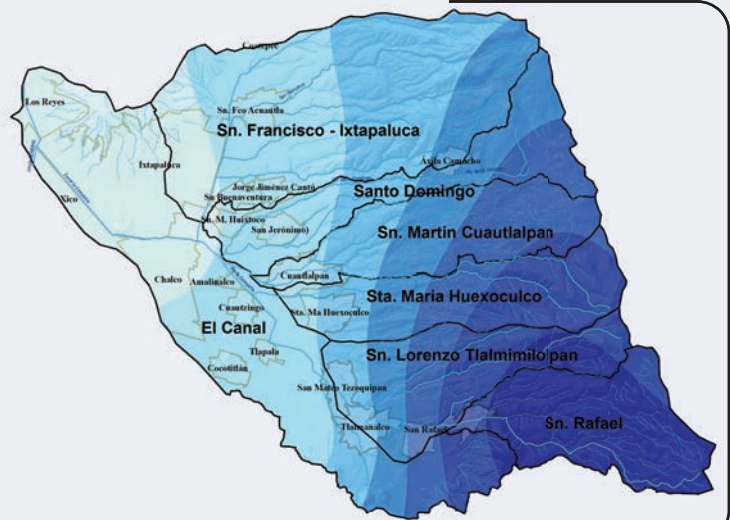 Coatepec
Los Reyes
Sn. Fco Acuautla
Sn. Francisco - Ixtapaluca
Ixtapaluca
Ávila Camacho
Jorge Jiménez Cantú
Santo Domingo
Sn Buenaventura
Xico
Sn. M. Huixtoco
San Jerónimo)
Sn. Martin Cuautlalpan
Chalco
Amalinalco
Cuautlalpan
Sta. Maria Huexoculco
Cuautzingo
Sta. Ma Huexoculco
El Canal
Tlapala
Sn. Lorenzo Tlalmimilolpan
Cocotitlán
San Mateo Tezoquipan
Tlalmanalco
San Rafael
Sn. Rafael